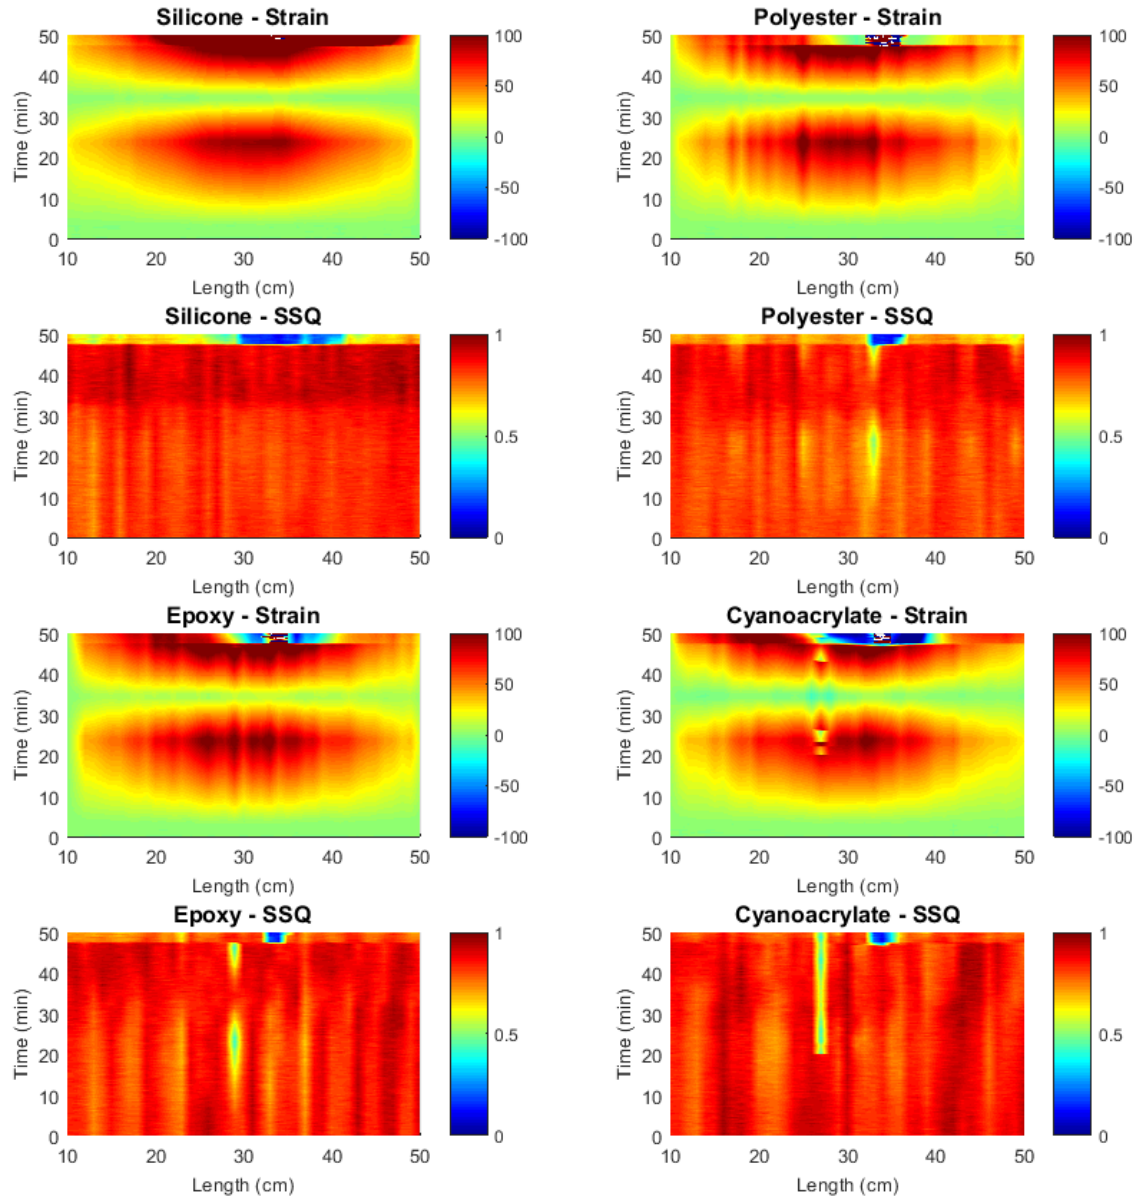 Silicone - Strain
50
40
30
20
10
0
Time (min)
10 20 30 40 50
Length (cm)
100
50
0
-50
-100
Polyester - Strain
50
40
30
20
10
0
Time (min)
10 20 30 40 50
Length (cm)
100
50
0
-50
-100
Silicone - SSQ
50
40
30
20
10
0
Time (min)
10 20 30 40 50
Length (cm)
1
0.5
0
Polyester - SSQ
50
40
30
20
10
0
Time (min)
10 20 30 40 50
Length (cm)
1
0.5
0
Epoxy - Strain
50
40
30
20
10
0
Time (min)
10 20 30 40 50
Length (cm)
100
50
0
-50
-100
Cyanoacrylate - Strain
50
40
30
20
10
0
Time (min)
10 20 30 40 50
Length (cm)
100
50
0
-50
-100
Epoxy - SSQ
50
40
30
20
10
0
Time (min)
10 20 30 40 50
Length (cm)
1
0.5
0
Cyanoacrylate - SSQ
50
40
30
20
10
0
Time (min)
10 20 30 40 50
Length (cm)
1
0.5
0